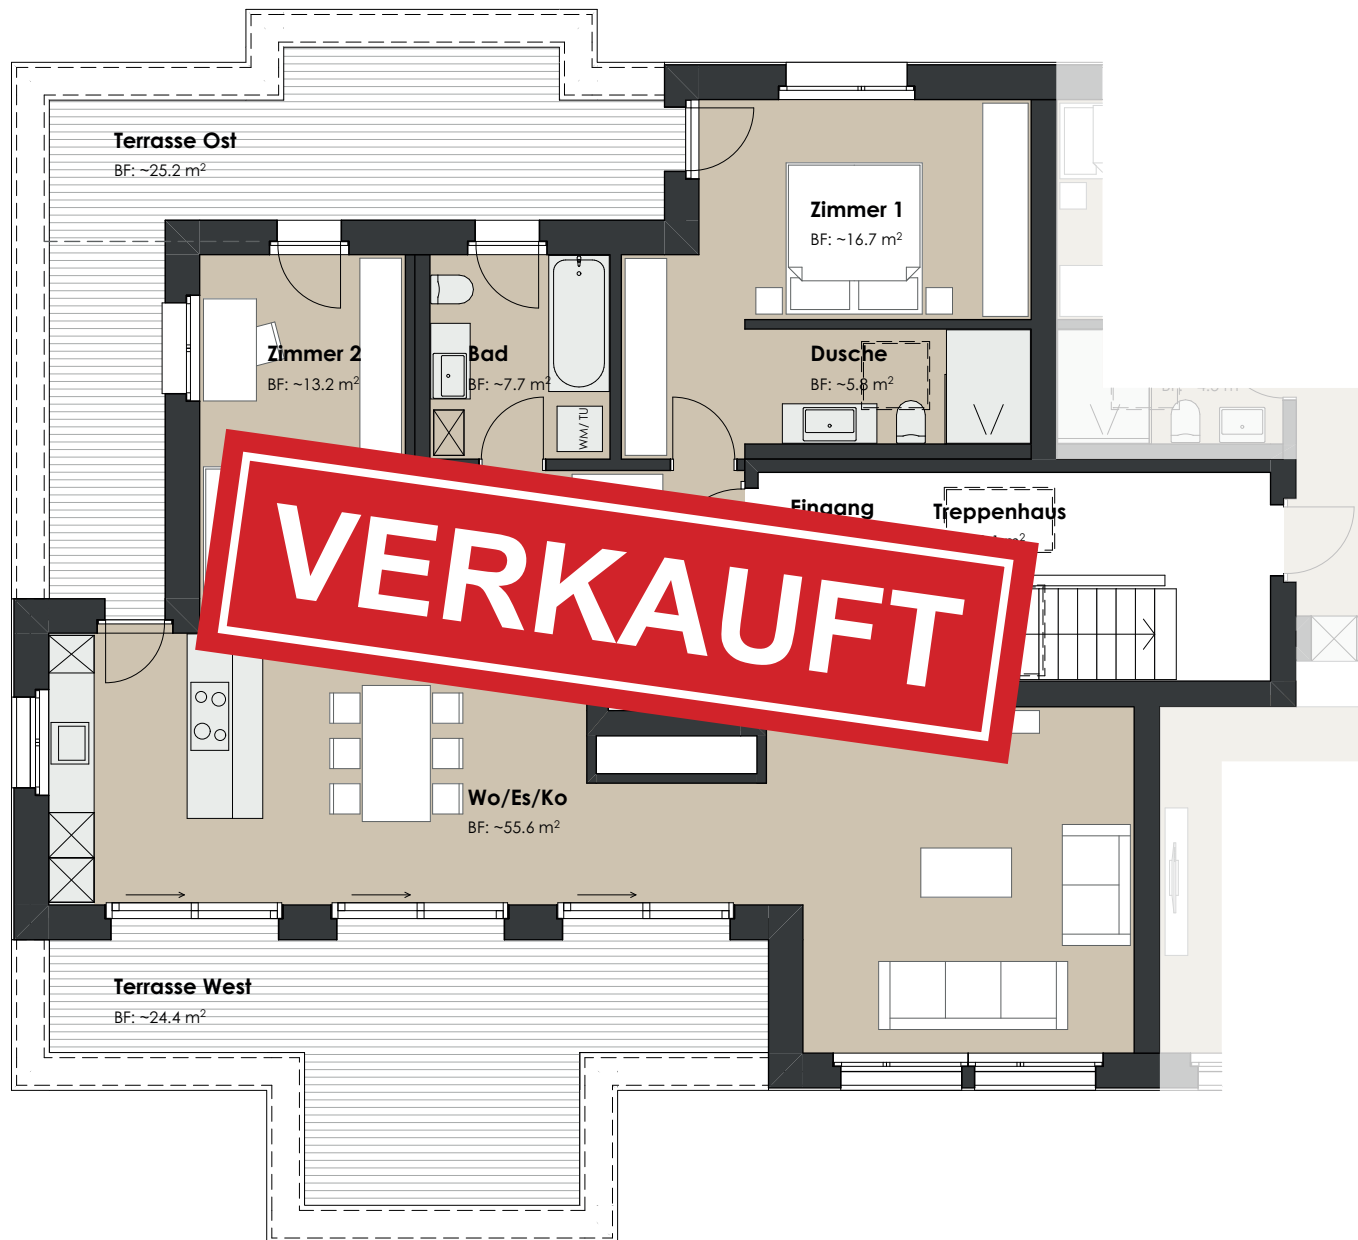 Terrasse Ost
BF: ~25.2 m²
Zimmer 1
BF: ~16.7 m²
Zimmer 2
BF: ~13.2 m²
Bad
BF: ~7.7 m²
Dusche
BF: ~5.8 m²
WM/ TU
Eingang
Treppenhaus
VERKAUFT
Wo/Es/Ko
BF: ~55.6 m²
Terrasse West
BF: ~24.4 m²